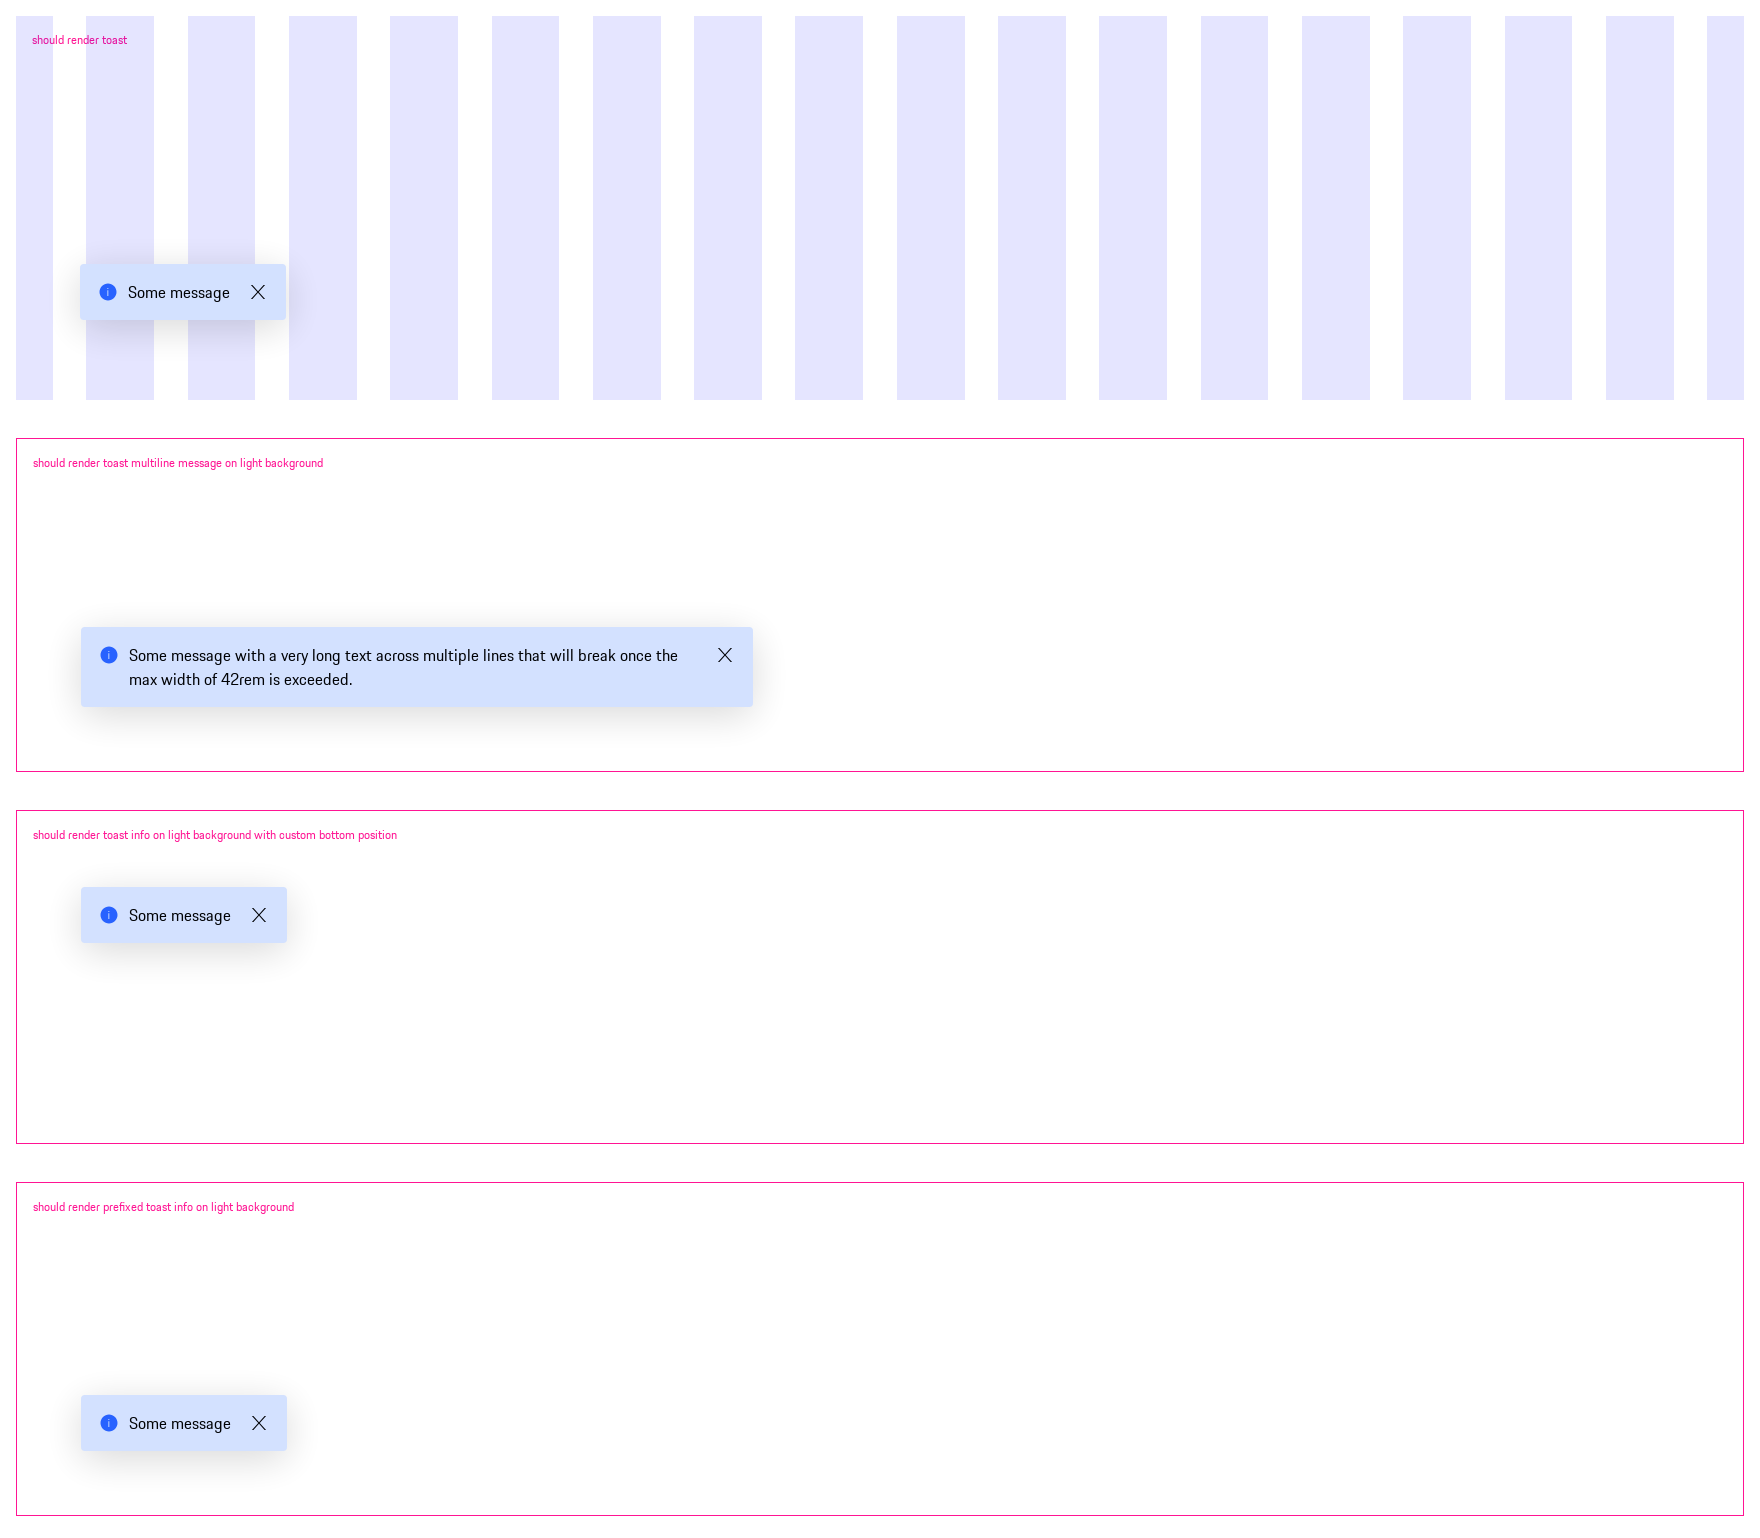 should render toast
Some message
should render toast multiline message on light background
Some message with a very long text across multiple lines that will break once the
max width of 42rem is exceeded.
should render toast info on light background with custom bottom position
Some message
should render prefixed toast info on light background
Some message